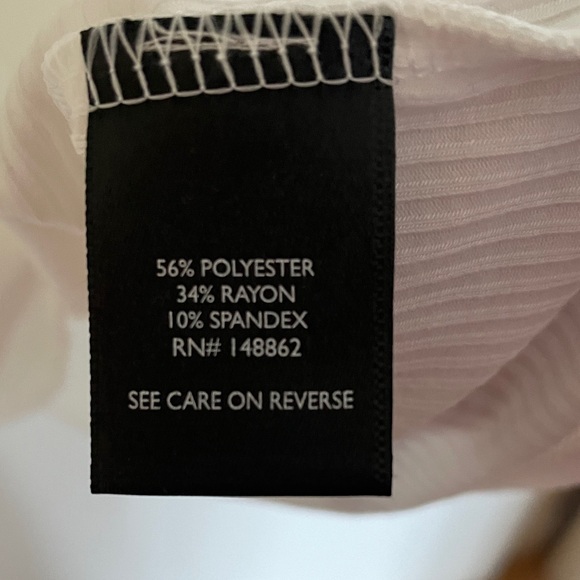 56% POLYESTER
34% RAYON
10% SPANDEX
RN# 148862
SEE CARE ON REVERSE